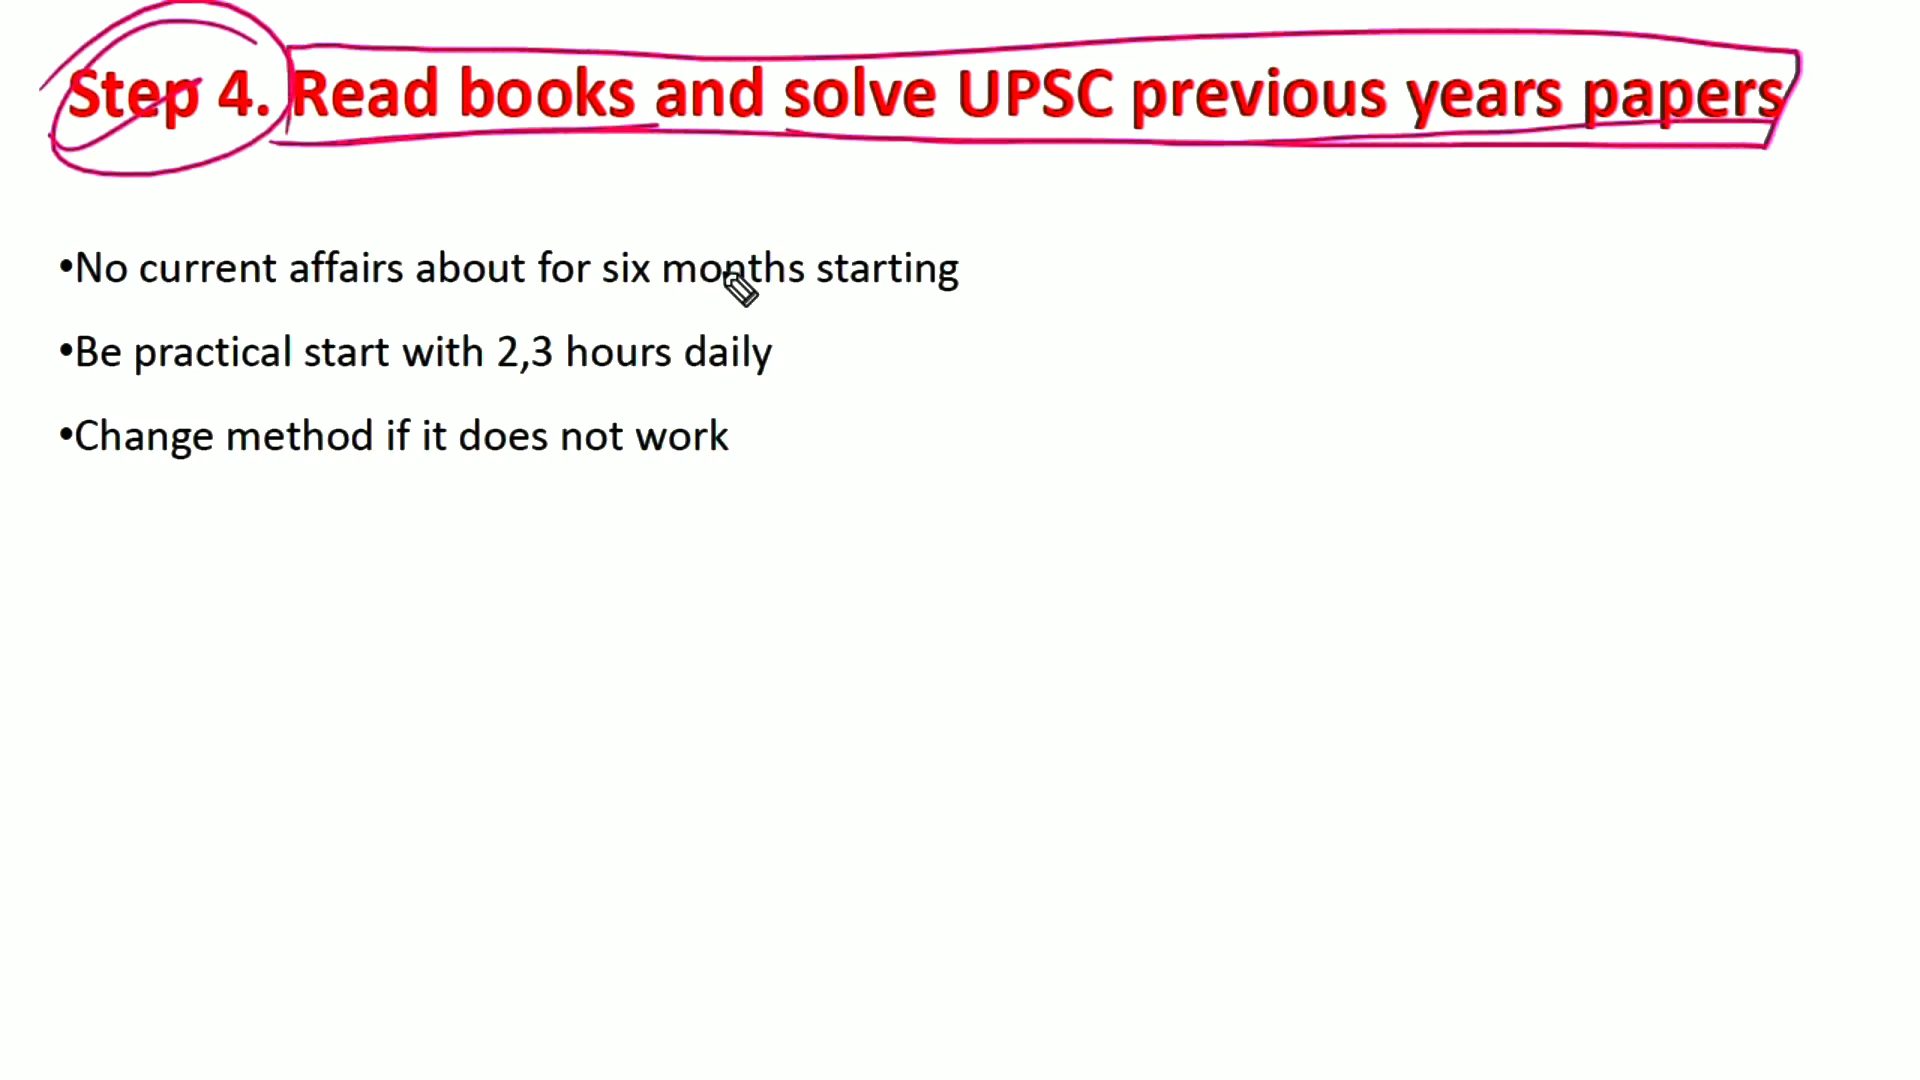 Step 4. Read books and solve UPSC previous years papers
•No current affairs about for six months starting
•Be practical start with 2,3 hours daily
•Change method if it does not work